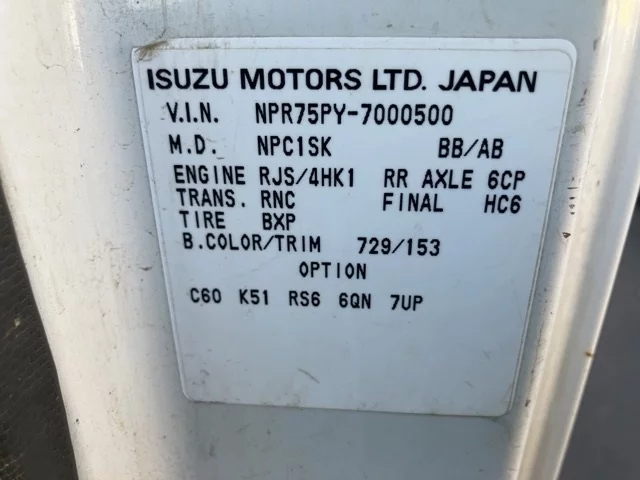 ISUZU MOTORS LTD. JAPAN
V.I.N. NPR75PY-7000500
M.D. NPC1SK BB/AB
ENGINE RJS/4HK1 RR AXLE 6CP
TRANS. RNC FINAL HC6
TIRE BXP
B.COLOR/TRIM 729/153
OPTION
C60 K51 RS6 6QN 7UP